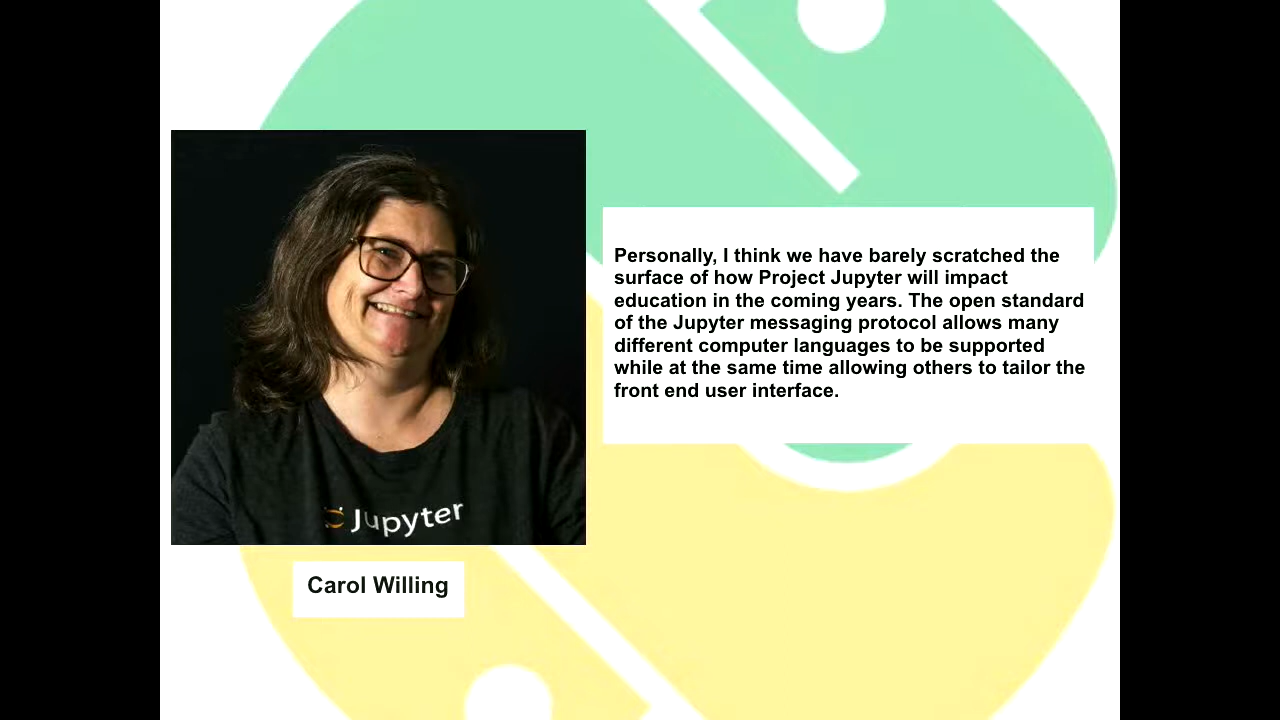 Personally, I think we have barely scratched the
surface of how Project Jupyter will impact
education in the coming years. The open standard
of the Jupyter messaging protocol allows many
different computer languages to be supported
while at the same time allowing others to tailor the
front end user interface.
Jupyter
Carol Willing